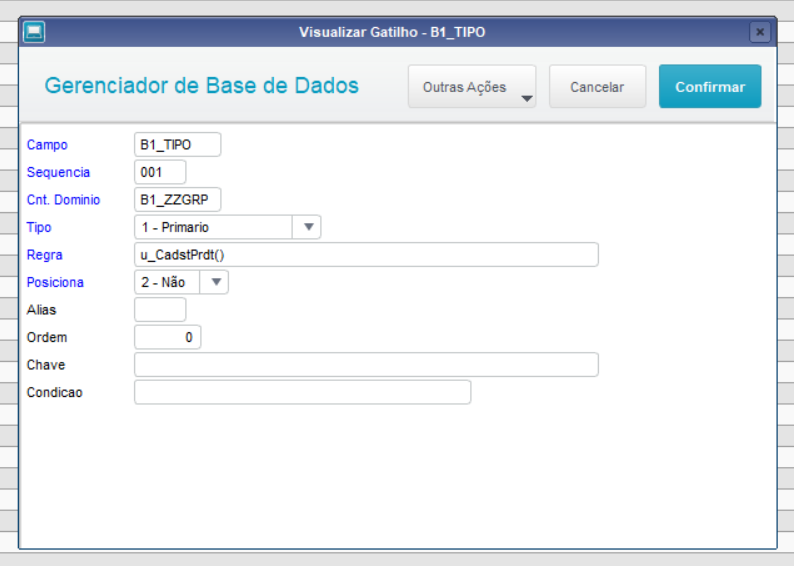 Visualizar Gatilho - B1_TIPO
Gerenciador de Base de Dados
Outras Ações
Cancelar
Confirmar
Campo B1_TIPO
Sequência 001
Cnt. Dominio B1_ZZGRP
Tipo 1 - Primario
Regra u_CadstPrdt()
Posiciona 2 - Não
Alias
Ordem 0
Chave
Condicao